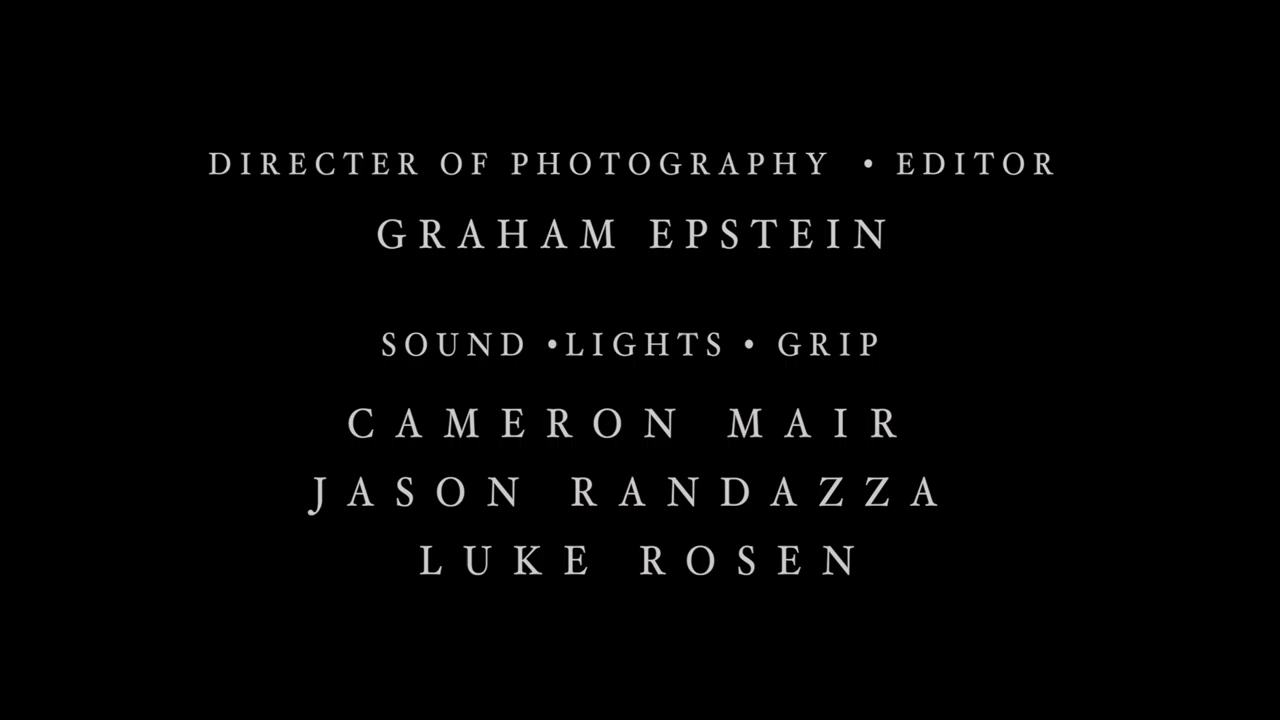 DIRECTER OF PHOTOGRAPHY • EDITOR
GRAHAM EPSTEIN
SOUND •LIGHTS • GRIP
CAMERON MAIR
JASON RANDAZZA
LUKE ROSEN